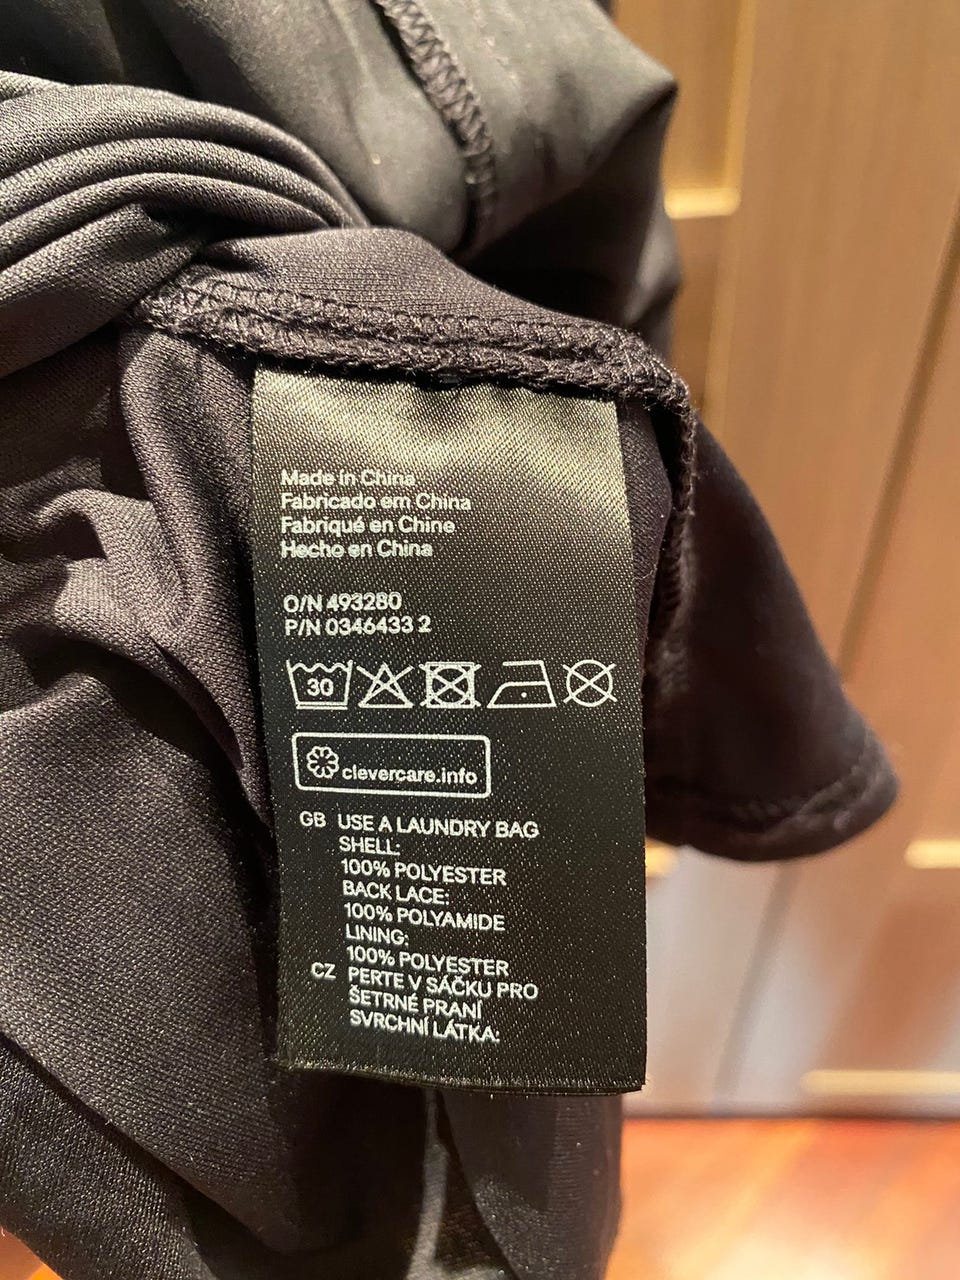 Made in China
Fabricado em China
Fabriqué en Chine
Hecho en China
O/N 493280
P/N 0346433 2
30
clevercare.info
GB USE A LAUNDRY BAG
SHELL:
100% POLYESTER
BACK LACE:
100% POLYAMIDE
LINING:
100% POLYESTER
CZ PERTE V SÁČKU PRO
ŠETRNÉ PRANÍ
SVRCHNÍ LÁTKA: